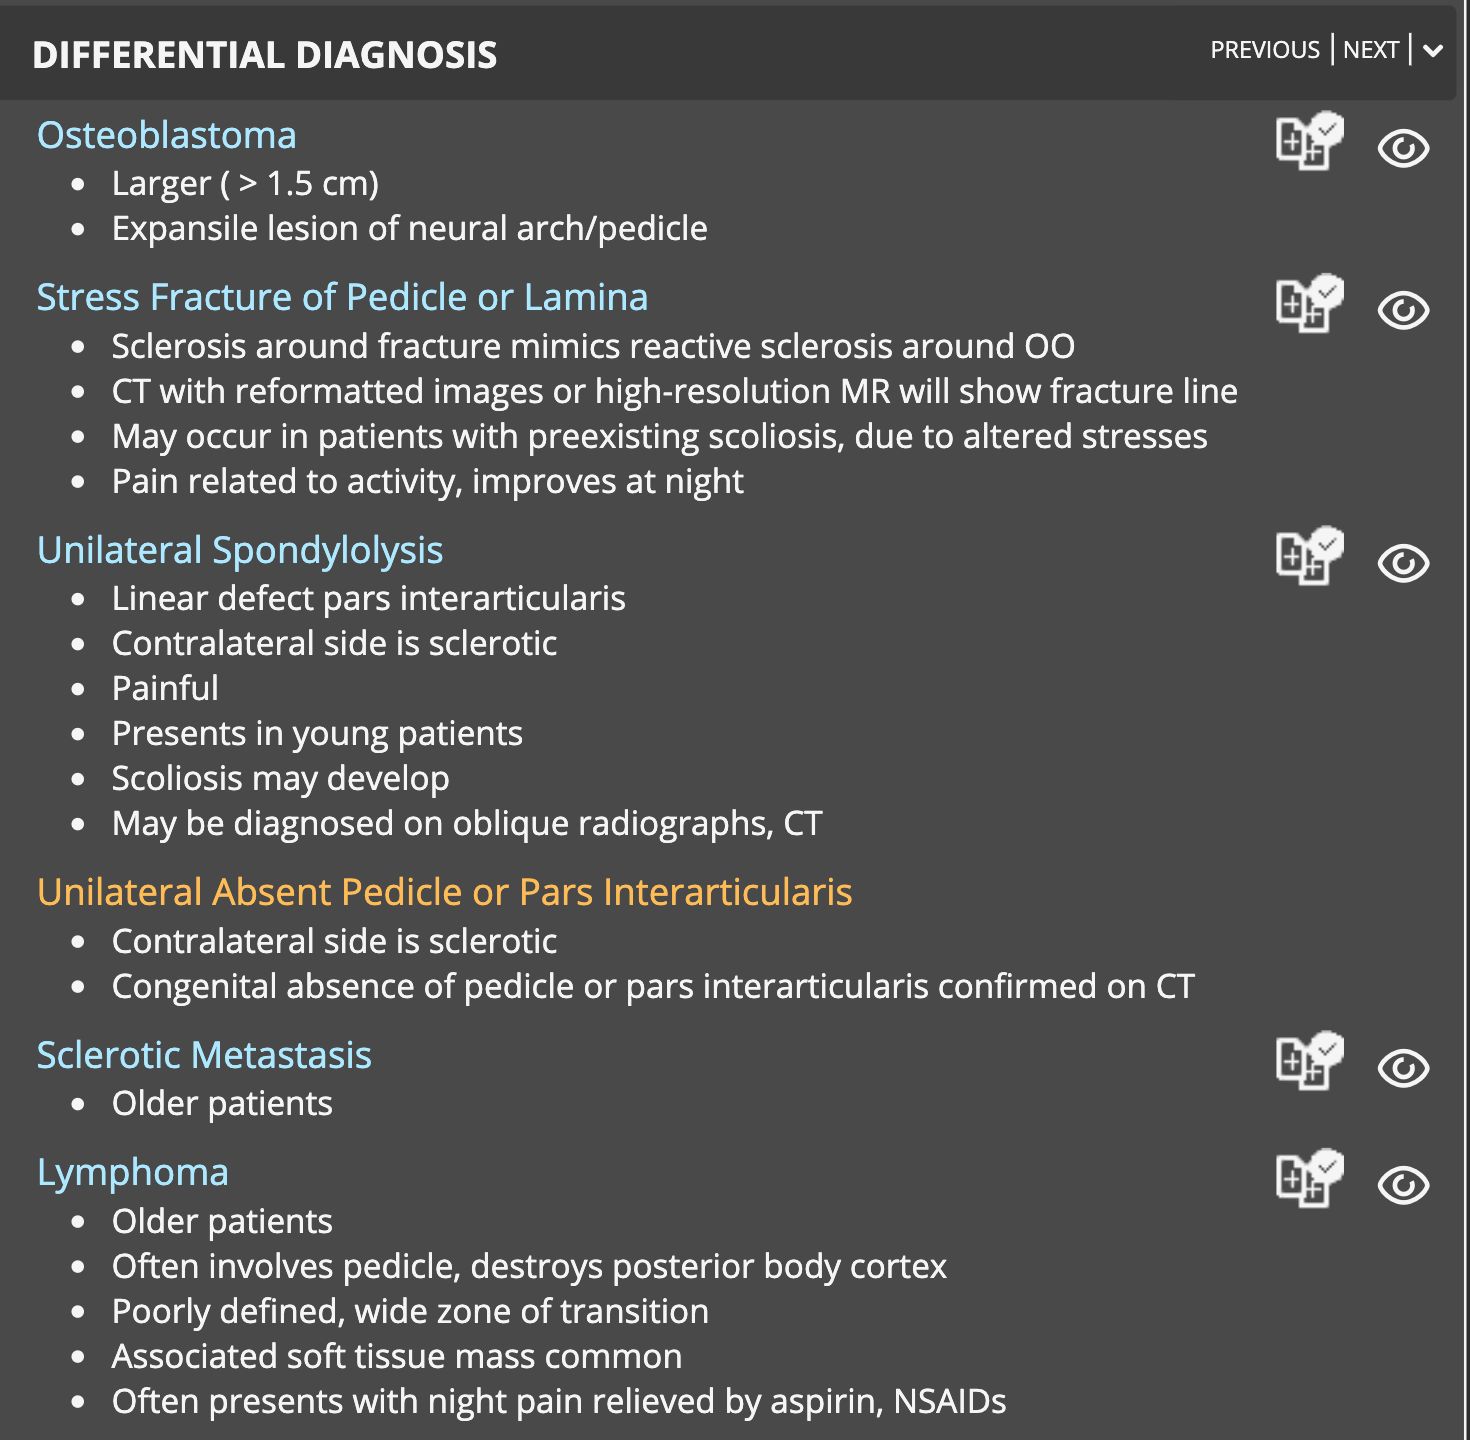 DIFFERENTIAL DIAGNOSIS
PREVIOUS | NEXT |
Osteoblastoma
• Larger ( > 1.5 cm)
• Expansile lesion of neural arch/pedicle
Stress Fracture of Pedicle or Lamina
• Sclerosis around fracture mimics reactive sclerosis around OO
• CT with reformatted images or high-resolution MR will show fracture line
• May occur in patients with preexisting scoliosis, due to altered stresses
• Pain related to activity, improves at night
Unilateral Spondylolysis
• Linear defect pars interarticularis
• Contralateral side is sclerotic
• Painful
• Presents in young patients
• Scoliosis may develop
• May be diagnosed on oblique radiographs, CT
Unilateral Absent Pedicle or Pars Interarticularis
• Contralateral side is sclerotic
• Congenital absence of pedicle or pars interarticularis confirmed on CT
Sclerotic Metastasis
• Older patients
Lymphoma
• Older patients
• Often involves pedicle, destroys posterior body cortex
• Poorly defined, wide zone of transition
• Associated soft tissue mass common
• Often presents with night pain relieved by aspirin, NSAIDs